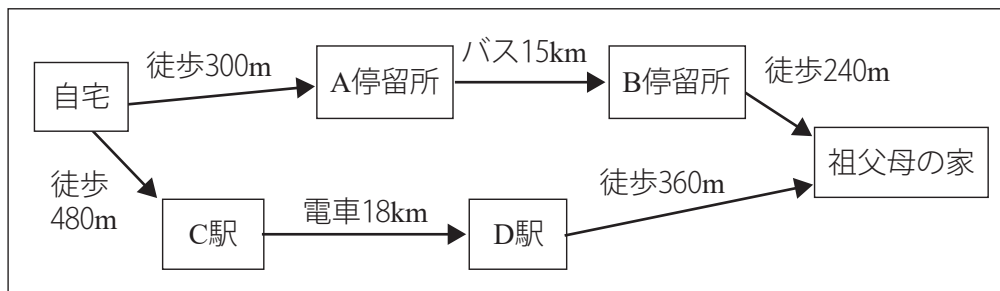 自宅
徒歩300m
A停留所
バス15km
B停留所
徒歩240m
祖父母の家
徒歩
480m
C駅
電車18km
D駅
徒歩360m